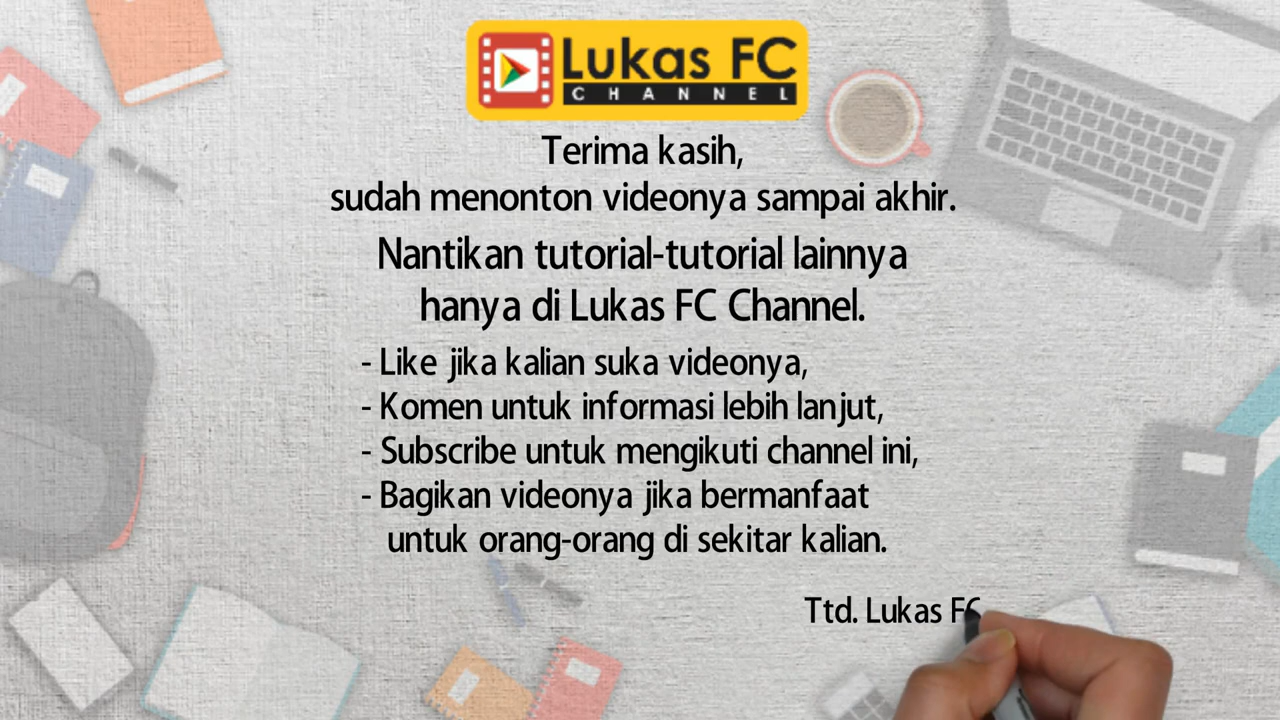 Lukas FC
CHANNEL
Terima kasih,
sudah menonton videonya sampai akhir.
Nantikan tutorial-tutorial lainnya
hanya di Lukas FC Channel.
- Like jika kalian suka videonya,
- Komen untuk informasi lebih lanjut,
- Subscribe untuk mengikuti channel ini,
- Bagikan videonya jika bermanfaat
untuk orang-orang di sekitar kalian.
Ttd. Lukas FC